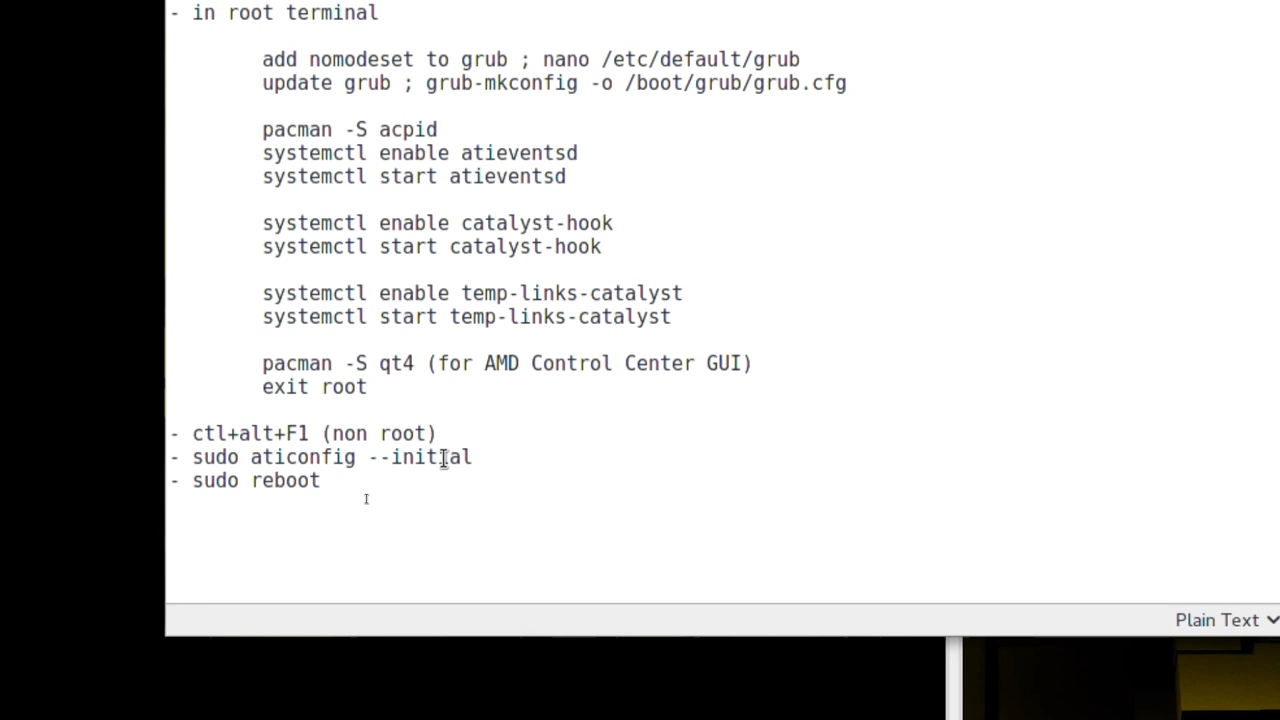 - in root terminal
add nomodeset to grub ; nano /etc/default/grub
update grub ; grub-mkconfig -o /boot/grub/grub.cfg
pacman -S acpid
systemctl enable atieventsd
systemctl start atieventsd
systemctl enable catalyst-hook
systemctl start catalyst-hook
systemctl enable temp-links-catalyst
systemctl start temp-links-catalyst
pacman -S qt4 (for AMD Control Center GUI)
exit root
- ctl+alt+F1 (non root)
- sudo aticonfig --initial
- sudo reboot
Plain Text